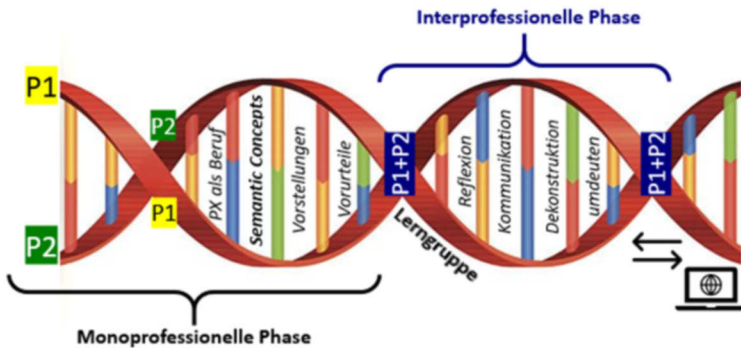 Interprofessionelle Phase
P1
P2
P2
P1
PX als Beruf
Semantic Concepts
Vorstellungen
Vorurteile
P1+P2
Lerngruppe
Reflexion
Kommunikation
Dekonstruktion
umdeuten
P1+P2
Monoprofessionelle Phase